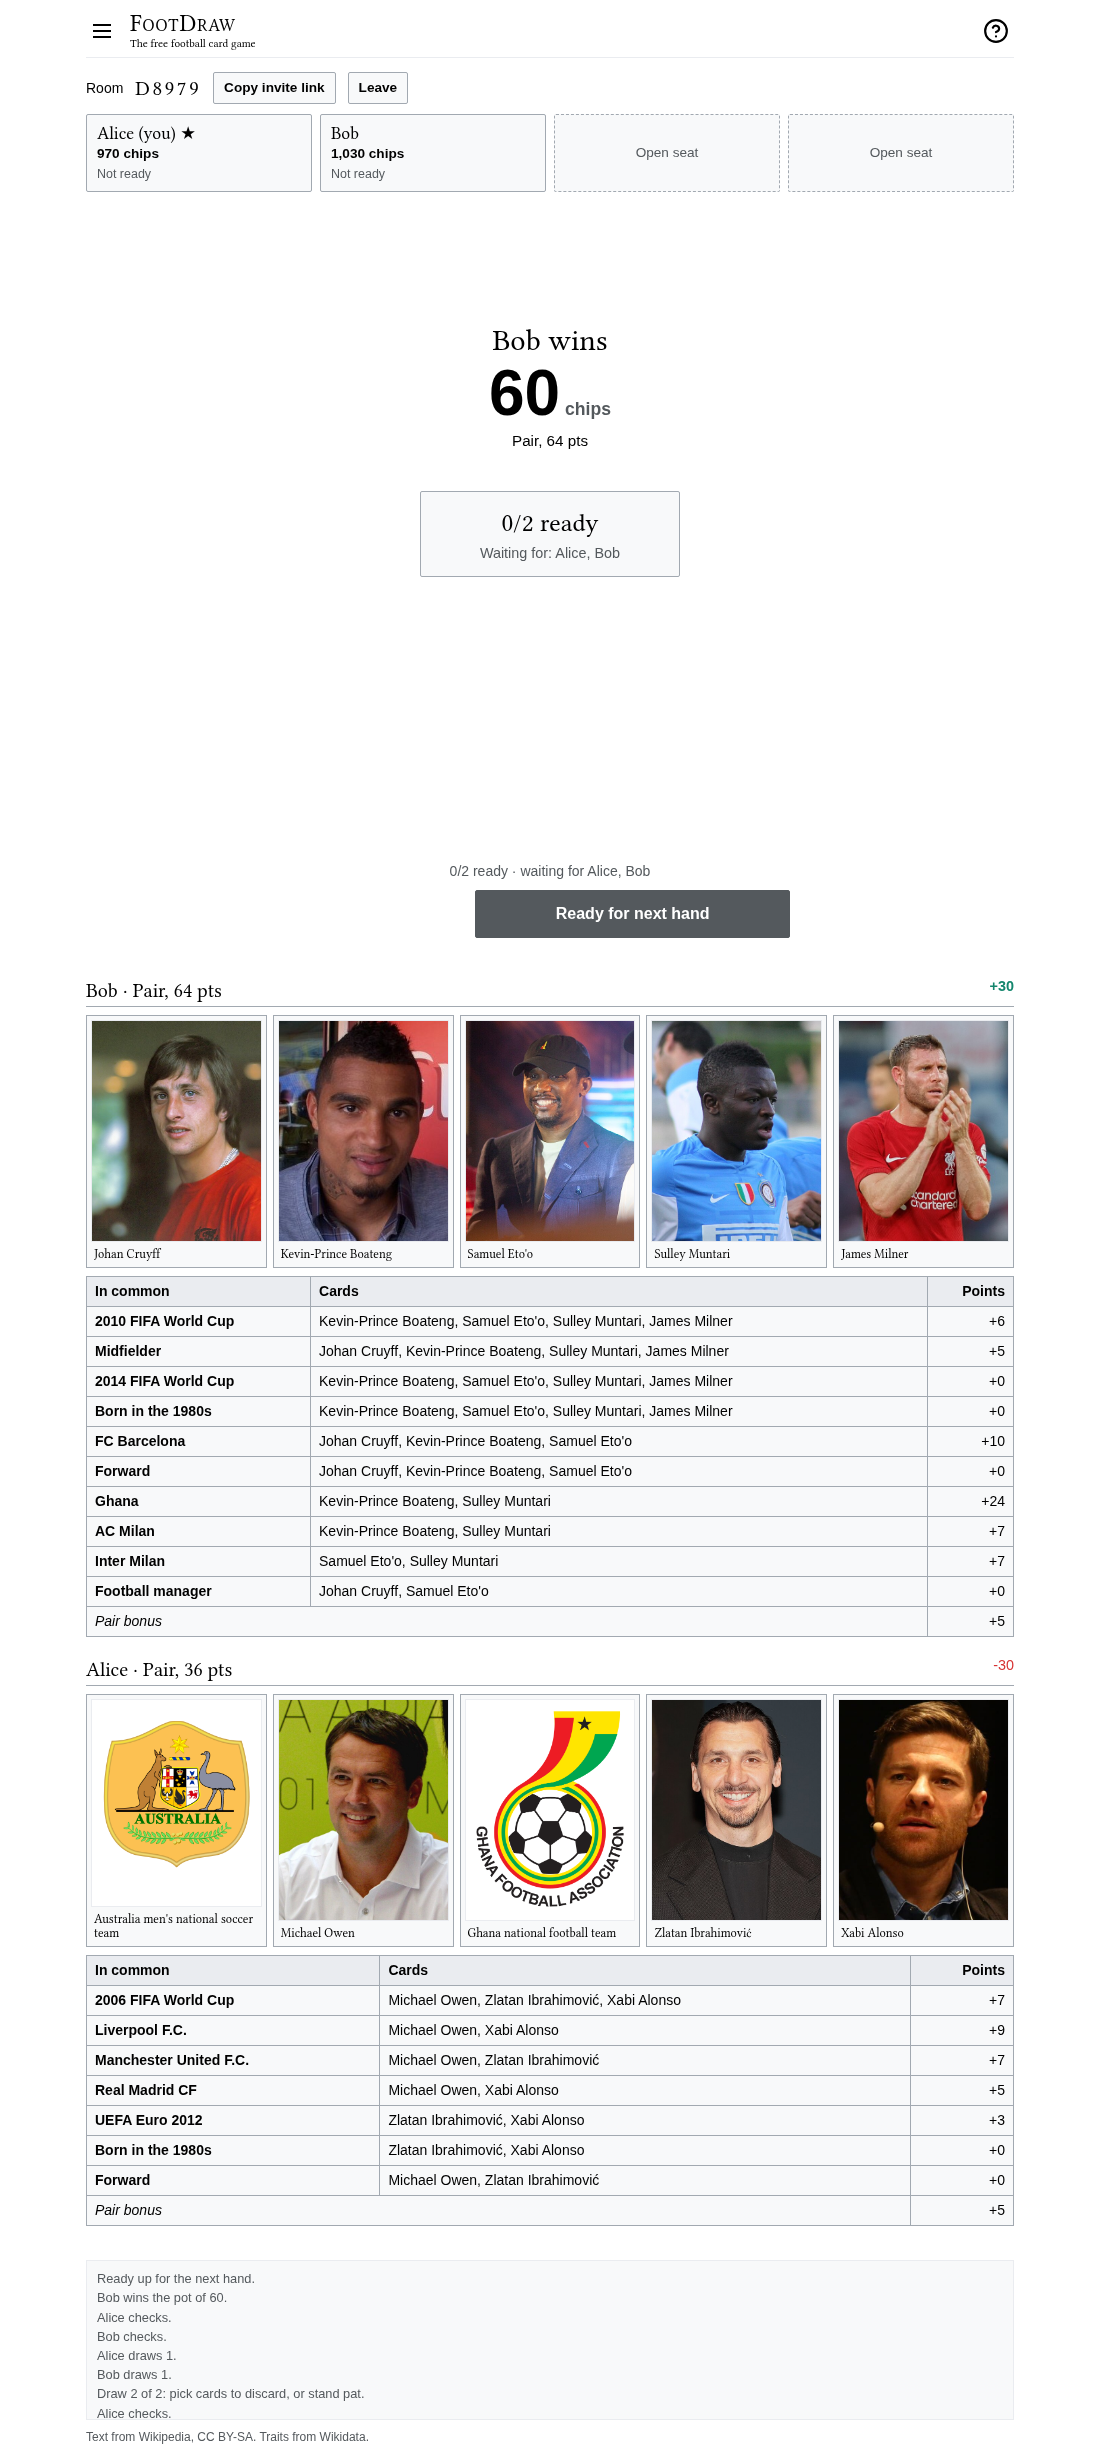 FootDraw
The free football card game
Room D8979 Copy invite link Leave
Alice (you) ★
970 chips
Not ready
Bob
1,030 chips
Not ready
Open seat
Open seat
Bob wins
60 chips
Pair, 64 pts
0/2 ready
Waiting for: Alice, Bob
0/2 ready · waiting for Alice, Bob
Ready for next hand
Bob · Pair, 64 pts +30
standard
chartered
Johan Cruyff
Kevin-Prince Boateng
Samuel Eto'o
Sulley Muntari
James Milner
In common Cards Points
2010 FIFA World Cup Kevin-Prince Boateng, Samuel Eto'o, Sulley Muntari, James Milner +6
Midfielder Johan Cruyff, Kevin-Prince Boateng, Sulley Muntari, James Milner +5
2014 FIFA World Cup Kevin-Prince Boateng, Samuel Eto'o, Sulley Muntari, James Milner +0
Born in the 1980s Kevin-Prince Boateng, Samuel Eto'o, Sulley Muntari, James Milner +0
FC Barcelona Johan Cruyff, Kevin-Prince Boateng, Samuel Eto'o +10
Forward Johan Cruyff, Kevin-Prince Boateng, Samuel Eto'o +0
Ghana Kevin-Prince Boateng, Sulley Muntari +24
AC Milan Kevin-Prince Boateng, Sulley Muntari +7
Inter Milan Samuel Eto'o, Sulley Muntari +7
Football manager Johan Cruyff, Samuel Eto'o +0
Pair bonus +5
Alice · Pair, 36 pts -30
AUSTRALIA
GHANA FOOTBALL ASSOCIATION
Australia men's national soccer
team
Michael Owen
Ghana national football team
Zlatan Ibrahimović
Xabi Alonso
In common Cards Points
2006 FIFA World Cup Michael Owen, Zlatan Ibrahimović, Xabi Alonso +7
Liverpool F.C. Michael Owen, Xabi Alonso +9
Manchester United F.C. Michael Owen, Zlatan Ibrahimović +7
Real Madrid CF Michael Owen, Xabi Alonso +5
UEFA Euro 2012 Zlatan Ibrahimović, Xabi Alonso +3
Born in the 1980s Zlatan Ibrahimović, Xabi Alonso +0
Forward Michael Owen, Zlatan Ibrahimović +0
Pair bonus +5
Ready up for the next hand.
Bob wins the pot of 60.
Alice checks.
Bob checks.
Alice draws 1.
Bob draws 1.
Draw 2 of 2: pick cards to discard, or stand pat.
Alice checks.
Text from Wikipedia, CC BY-SA. Traits from Wikidata.